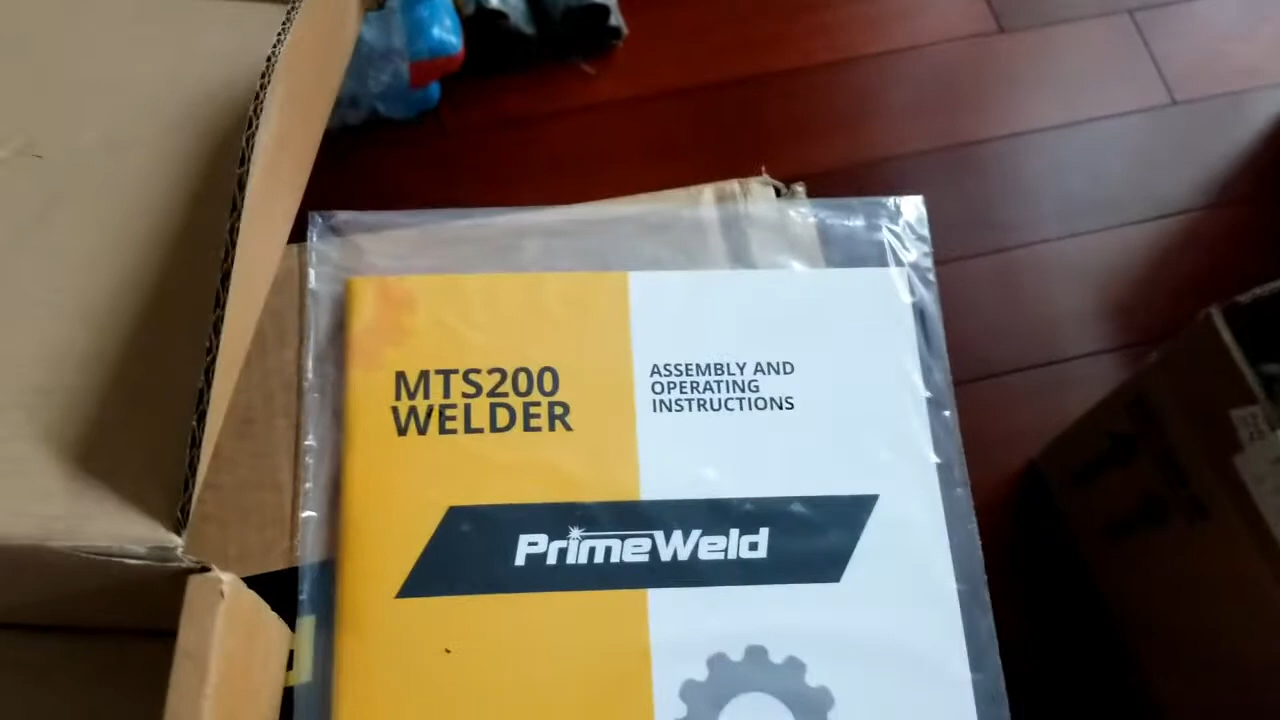 MTS200
WELDER
ASSEMBLY AND
OPERATING
INSTRUCTIONS
PrimeWeld